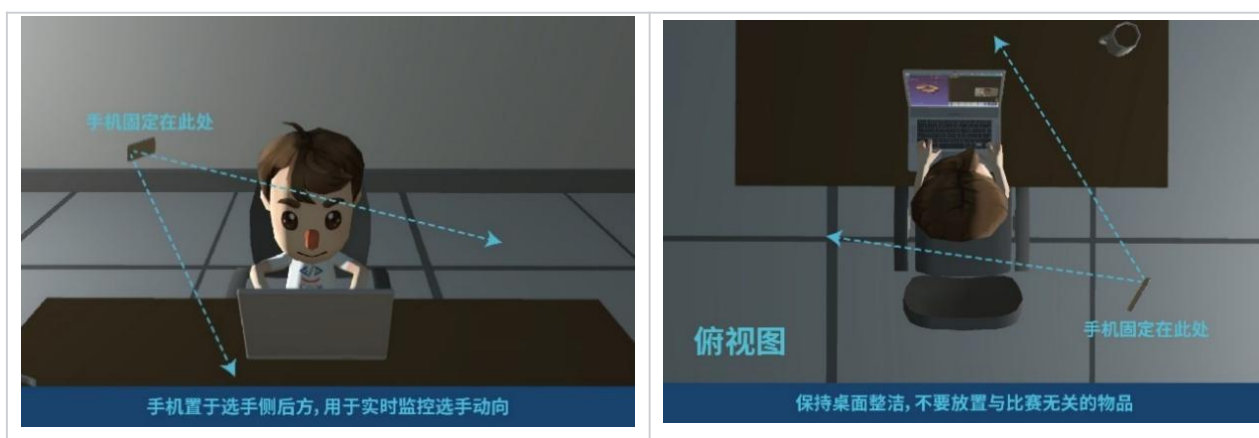 手机固定在此处
手机置于选手侧后方，用于实时监控选手动向
俯视图
手机固定在此处
保持桌面整洁，不要放置与比赛无关的物品